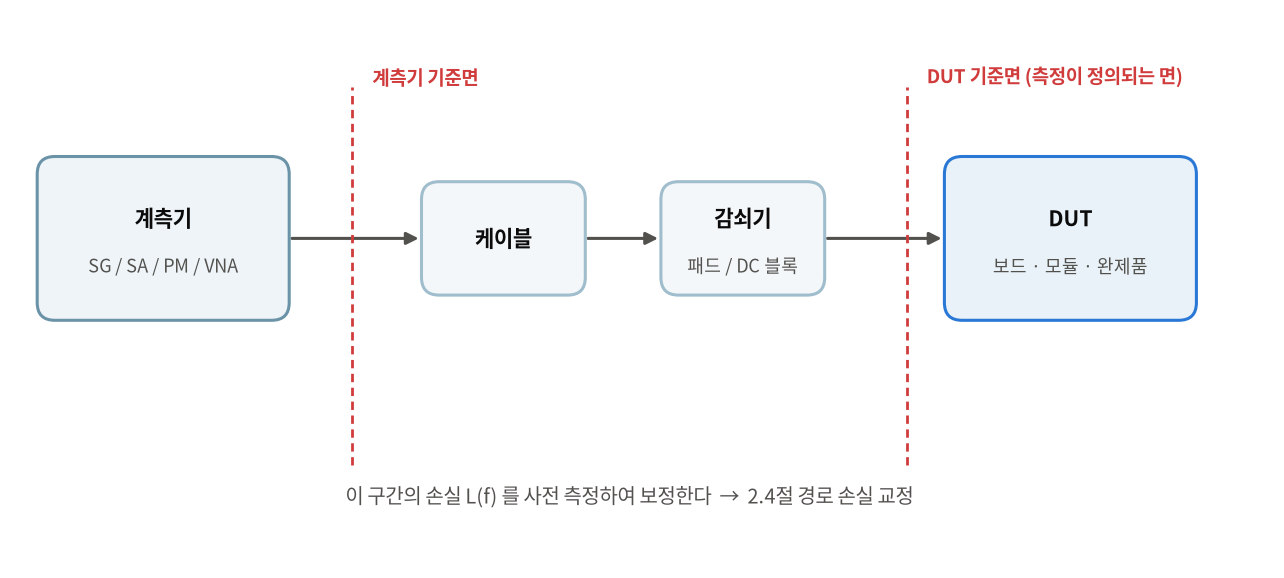 계측기 기준면
DUT 기준면 (측정이 정의되는 면)
계측기
SG / SA / PM / VNA
케이블
감쇠기
패드 / DC 블록
DUT
보드 · 모듈 · 완제품
이 구간의 손실 L(f) 를 사전 측정하여 보정한다 → 2.4절 경로 손실 교정